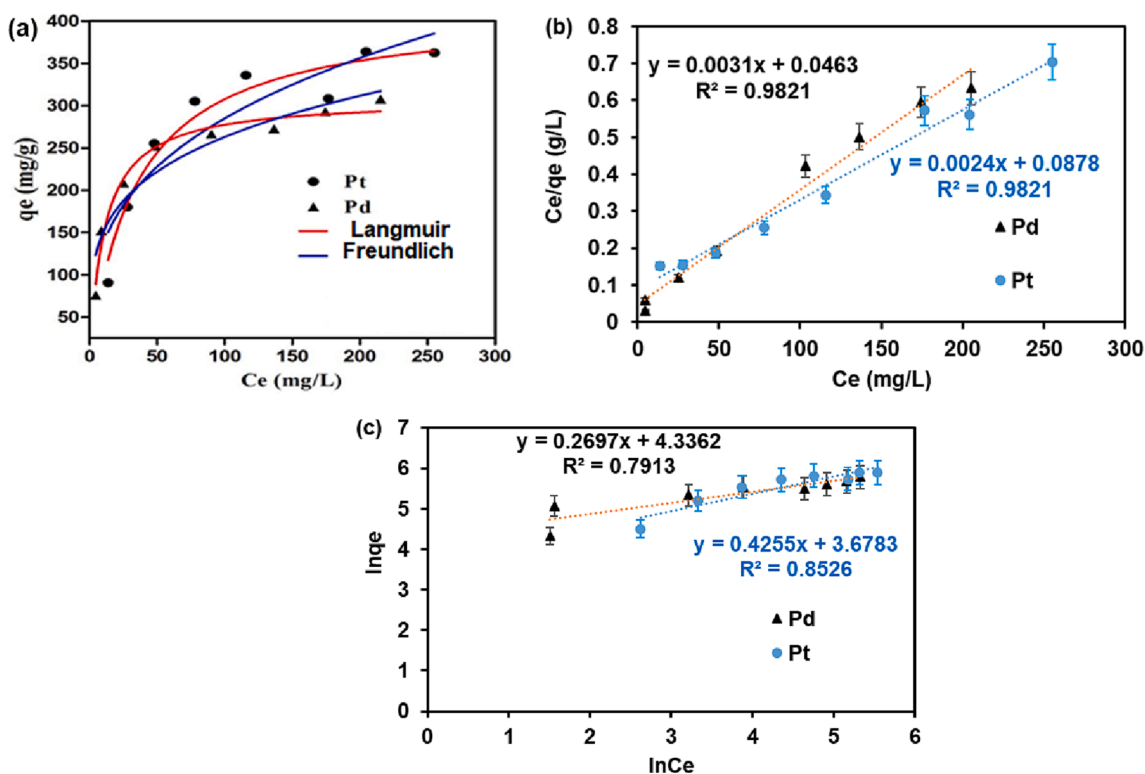 (a)
400
350
300
250
200
150
100
50
qe (mg/g)
Pt
Pd
Langmuir
Freundlich
0 50 100 150 200 250 300
Ce (mg/L)
(b)
0.8
0.7
0.6
0.5
0.4
0.3
0.2
0.1
0
Ce/qe (g/L)
y = 0.0031x + 0.0463
R² = 0.9821
y = 0.0024x + 0.0878
R² = 0.9821
Pd
Pt
0 50 100 150 200 250 300
Ce (mg/L)
(c)
7
6
5
4
3
2
1
0
lnqe
y = 0.2697x + 4.3362
R² = 0.7913
y = 0.4255x + 3.6783
R² = 0.8526
Pd
Pt
0 1 2 3 4 5 6
lnCe